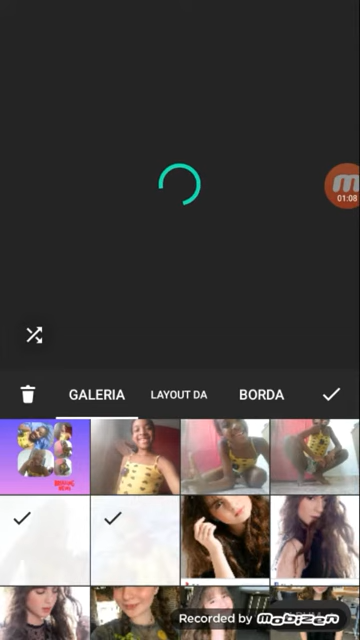 01:08
GALERIA
LAYOUT DA
BORDA
Recorded by mobizen